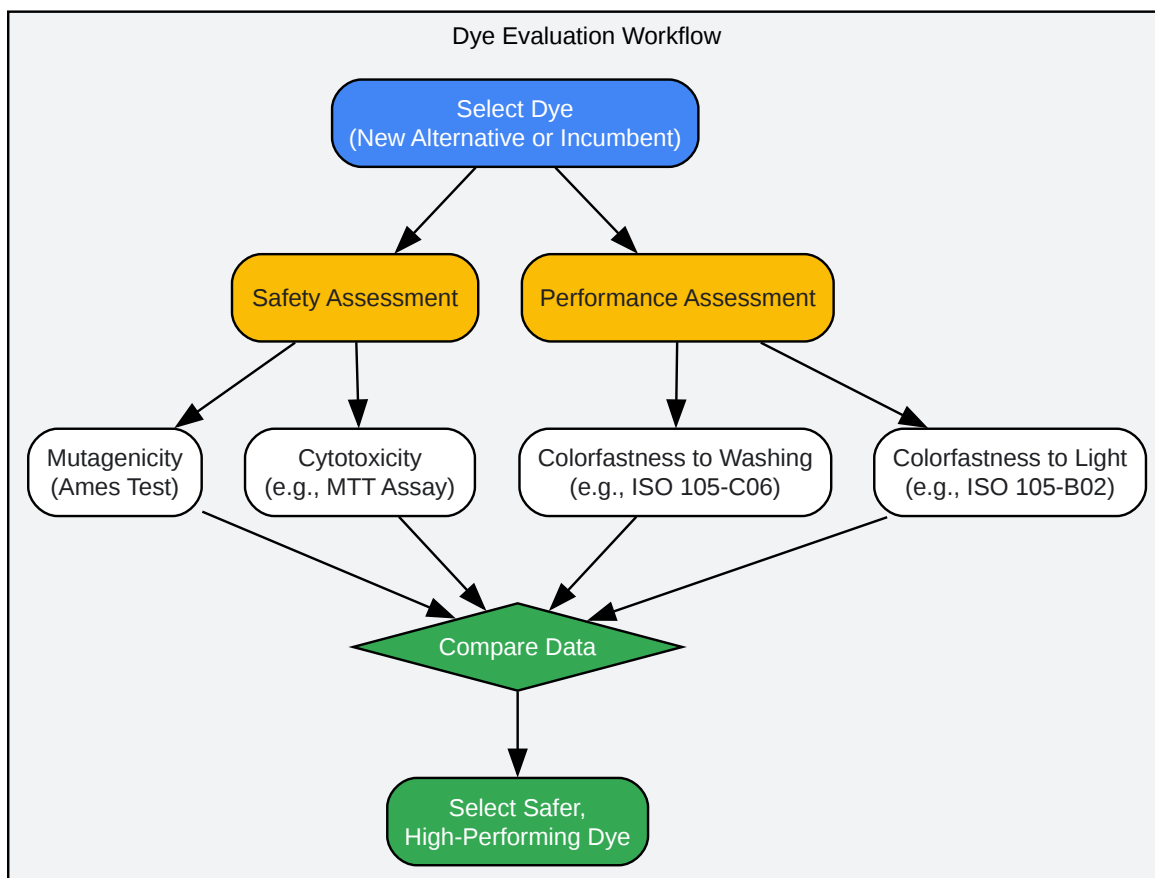 Dye Evaluation Workflow
Select Dye
(New Alternative or Incumbent)
Safety Assessment
Performance Assessment
Mutagenicity
(Ames Test)
Cytotoxicity
(e.g., MTT Assay)
Colorfastness to Washing
(e.g., ISO 105-C06)
Colorfastness to Light
(e.g., ISO 105-B02)
Compare Data
Select Safer,
High-Performing Dye